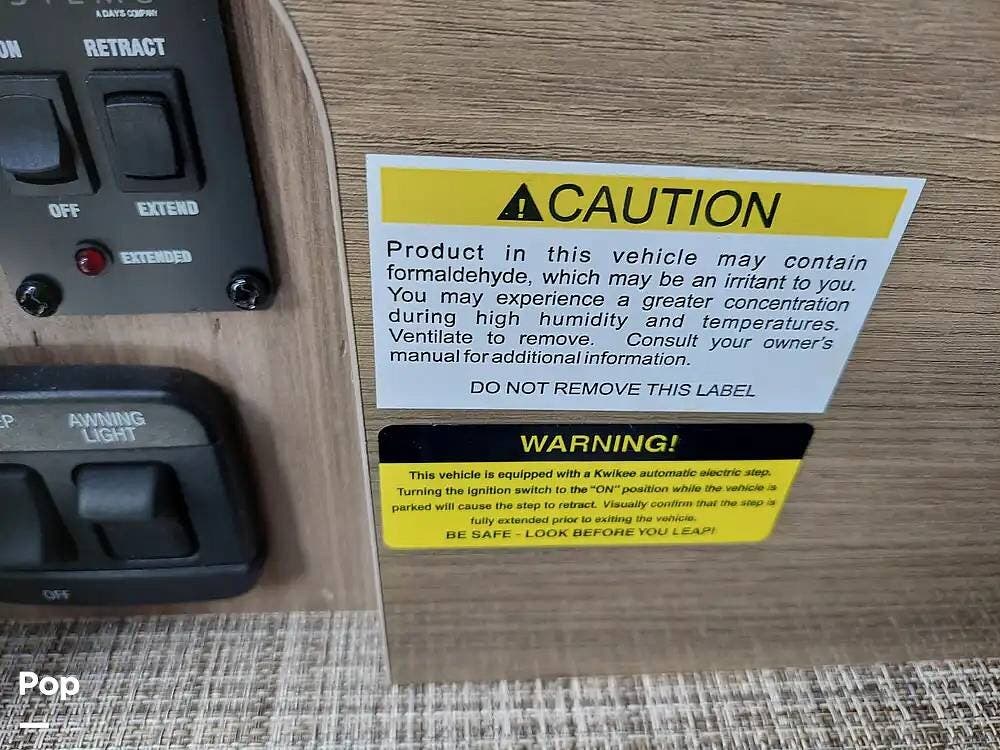 A DAYS COMPANY
ON RETRACT
OFF EXTEND
EXTENDED
AWNING
LIGHT
OFF
CAUTION
Product in this vehicle may contain
formaldehyde, which may be an irritant to you.
You may experience a greater concentration
during high humidity and temperatures.
Ventilate to remove. Consult your owner's
manual for additional information.
DO NOT REMOVE THIS LABEL
WARNING!
This vehicle is equipped with a Kwikee automatic electric step.
Turning the ignition switch to the "ON" position while the vehicle is
parked will cause the step to retract. Visually confirm that the step is
fully extended prior to exiting the vehicle.
BE SAFE - LOOK BEFORE YOU LEAP!
Pop